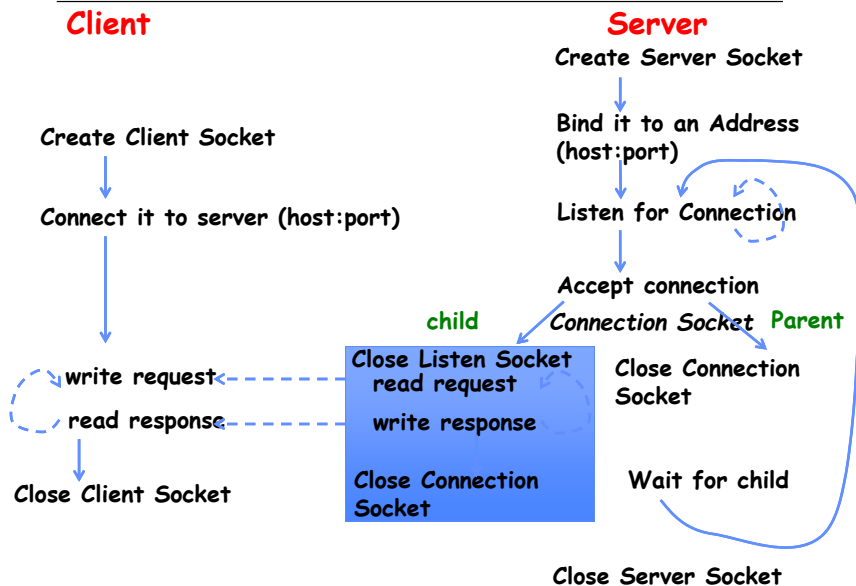 Client
Server
Create Server Socket
Bind it to an Address
(host:port)
Create Client Socket
Connect it to server (host:port)
Listen for Connection
Accept connection
child
Connection Socket
Parent
Close Listen Socket
read request
write request
Close Connection
Socket
read response
write response
Close Client Socket
Close Connection
Socket
Wait for child
Close Server Socket